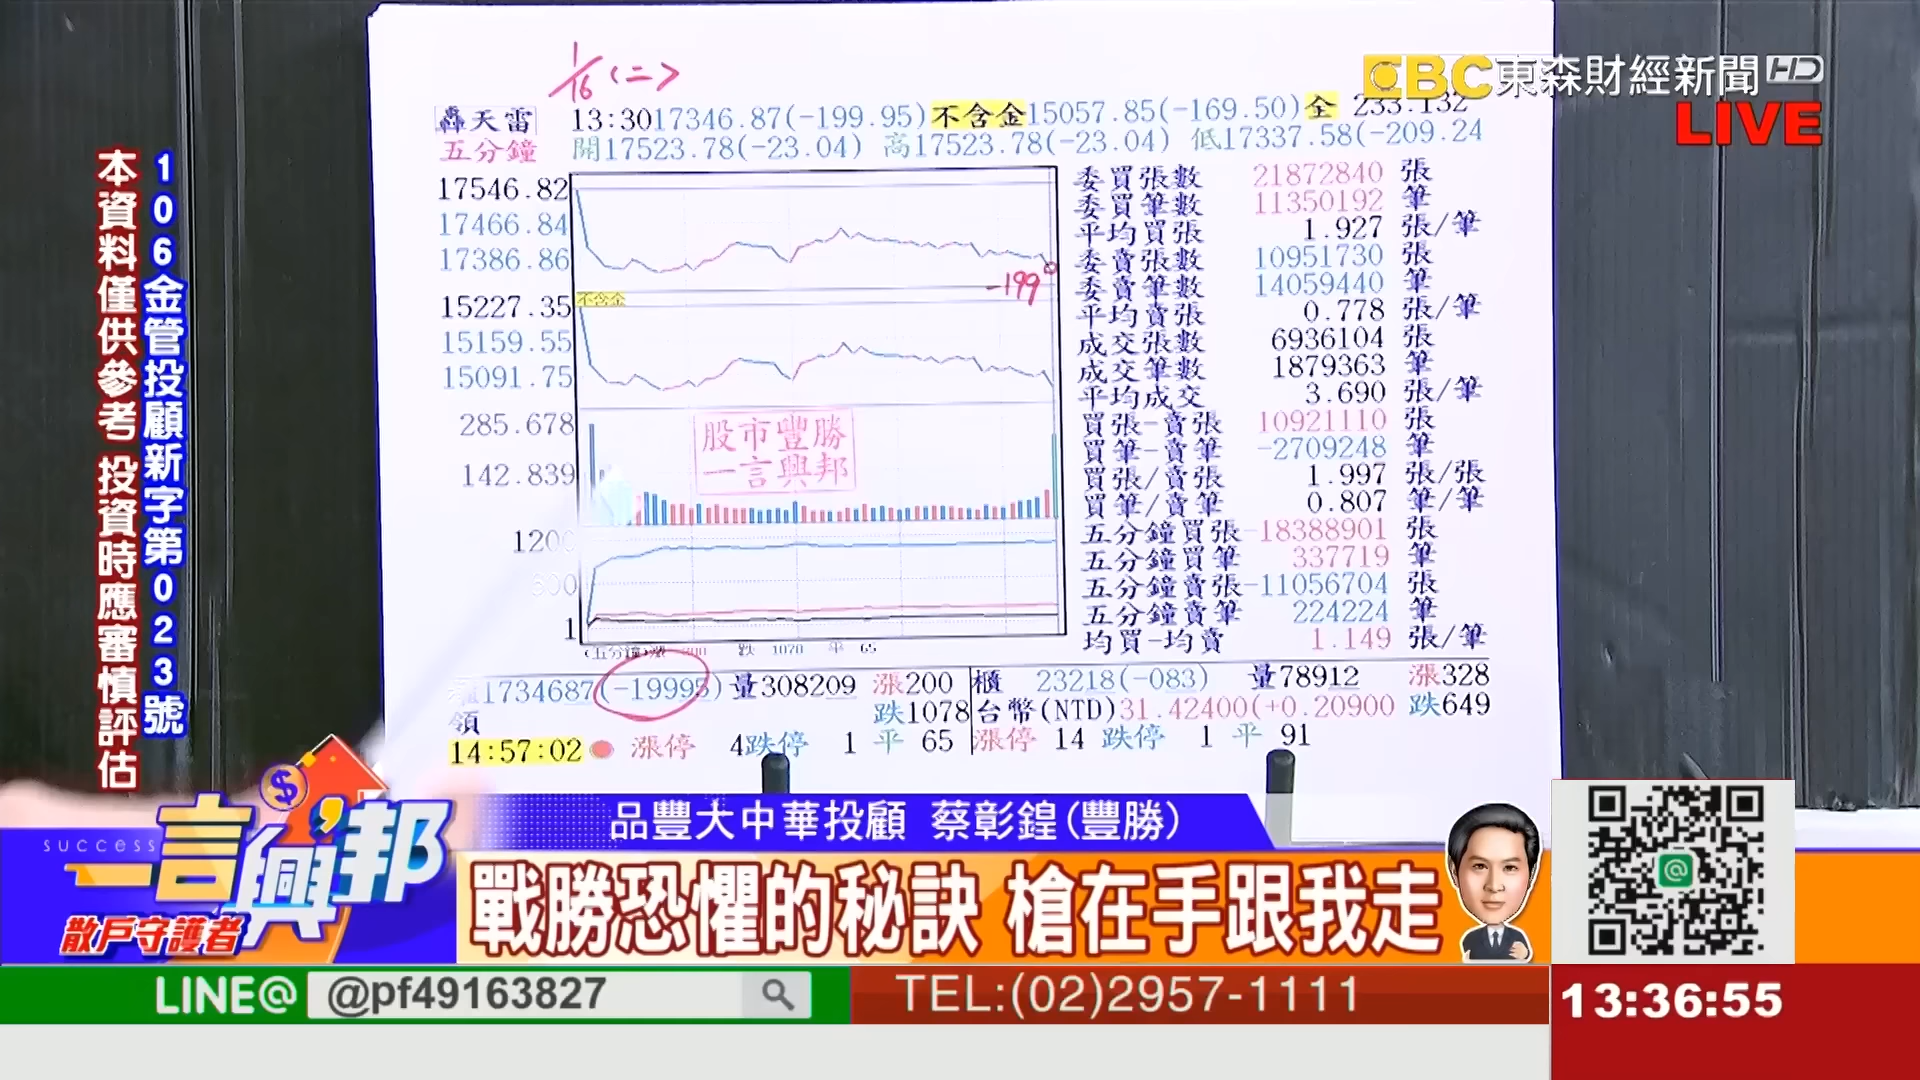 1/16(二)
EBC東森財經新聞HD
LIVE
轟天雷 13:30 17346.87(-199.95) 不含金15057.85(-169.50) 全 233.132
五分鐘 開17523.78(-23.04) 高17523.78(-23.04) 低17337.58(-209.24
17546.82
17466.84
17386.86
-199
15227.35 不含金
15159.55
15091.75
285.678
142.839
股市豐勝
一言興邦
1200
600
1
委買張數 21872840 張
委買筆數 11350192 筆
平均買張 1.927 張/筆
委賣張數 10951730 張
委賣筆數 14059440 筆
平均賣張 0.778 張/筆
成交張數 6936104 張
成交筆數 1879363 筆
平均成交 3.690 張/筆
買張-賣張 10921110 張
買筆-賣筆 -2709248 筆
買張/賣張 1.997 張/張
買筆/賣筆 0.807 筆/筆
五分鐘買張-18388901 張
五分鐘買筆 337719 筆
五分鐘賣張-11056704 張
五分鐘賣筆 224224 筆
均買-均賣 1.149 張/筆
1734687(-19995) 量308209 漲200 櫃 23218(-083) 量78912 漲328
領 跌1078 台幣(NTD)31.42400(+0.20900 跌649
14:57:02 漲停 4跌停 1 平 65 漲停 14 跌停 1 平 91
106金管投顧新字第023號
本資料僅供參考 投資時應審慎評估
品豐大中華投顧 蔡彰鍠(豐勝)
success
一言興邦
散戶守護者
戰勝恐懼的秘訣 槍在手跟我走
LINE@ @pf49163827
TEL:(02)2957-1111
13:36:55